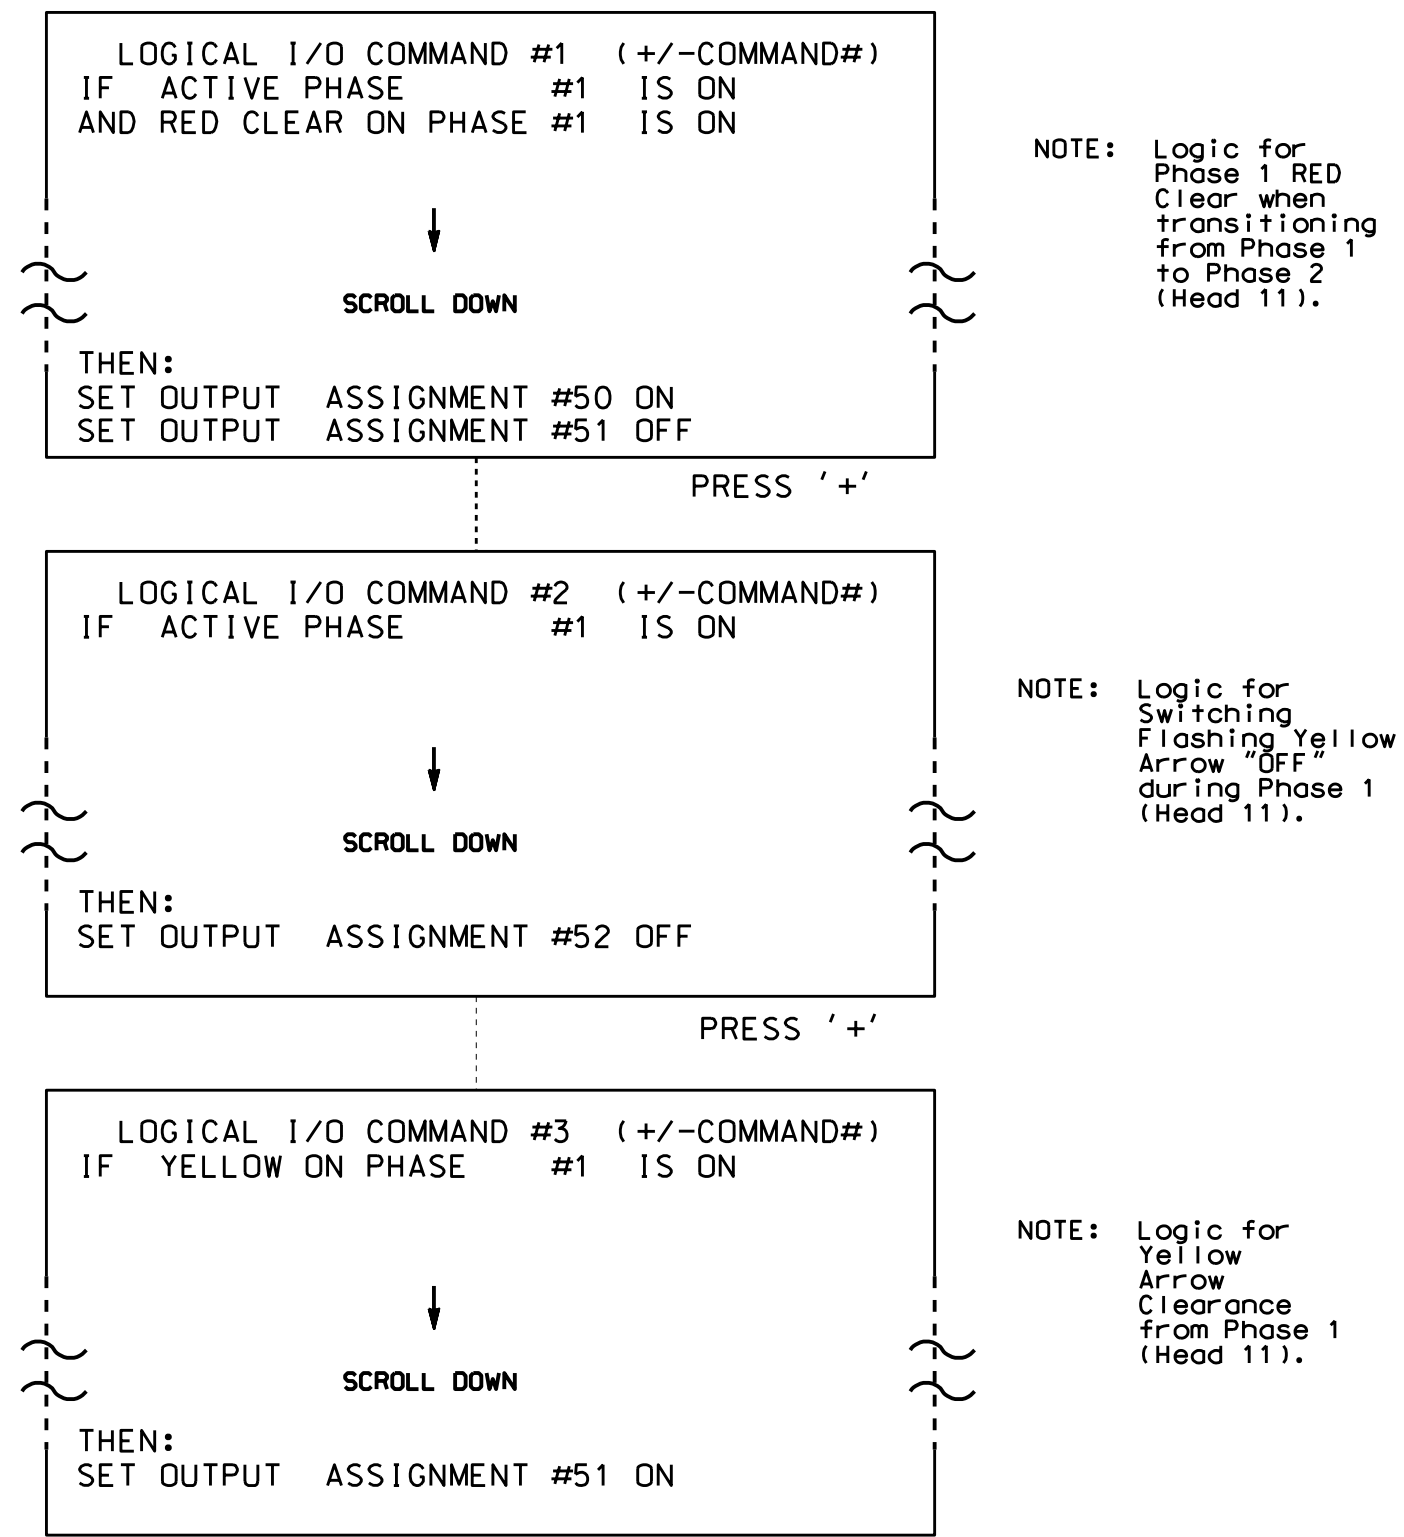 LOGICAL I/O COMMAND #1 (+/-COMMAND#)
IF ACTIVE PHASE #1 IS ON
AND RED CLEAR ON PHASE #1 IS ON
SCROLL DOWN
THEN:
SET OUTPUT ASSIGNMENT #50 ON
SET OUTPUT ASSIGNMENT #51 OFF
NOTE: Logic for
Phase 1 RED
Clear when
transitioning
from Phase 1
to Phase 2
(Head 11).
PRESS '+'
LOGICAL I/O COMMAND #2 (+/-COMMAND#)
IF ACTIVE PHASE #1 IS ON
SCROLL DOWN
THEN:
SET OUTPUT ASSIGNMENT #52 OFF
NOTE: Logic for
Switching
Flashing Yellow
Arrow "OFF"
during Phase 1
(Head 11).
PRESS '+'
LOGICAL I/O COMMAND #3 (+/-COMMAND#)
IF YELLOW ON PHASE #1 IS ON
SCROLL DOWN
THEN:
SET OUTPUT ASSIGNMENT #51 ON
NOTE: Logic for
Yellow
Arrow
Clearance
from Phase 1
(Head 11).